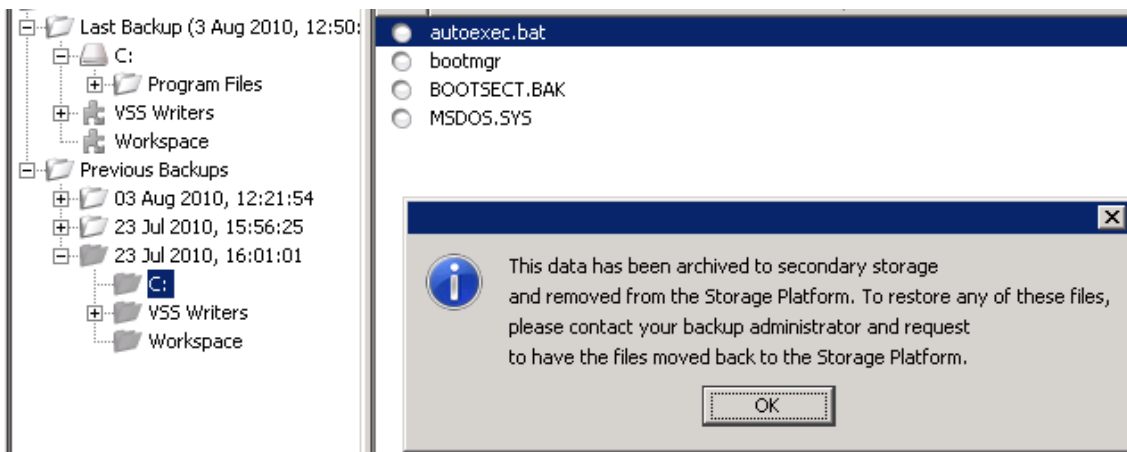 Last Backup (3 Aug 2010, 12:50:
C:
Program Files
VSS Writers
Workspace
Previous Backups
03 Aug 2010, 12:21:54
23 Jul 2010, 15:56:25
23 Jul 2010, 16:01:01
C:
VSS Writers
Workspace
autoexec.bat
bootmgr
BOOTSECT.BAK
MSDOS.SYS
This data has been archived to secondary storage
and removed from the Storage Platform. To restore any of these files,
please contact your backup administrator and request
to have the files moved back to the Storage Platform.
OK